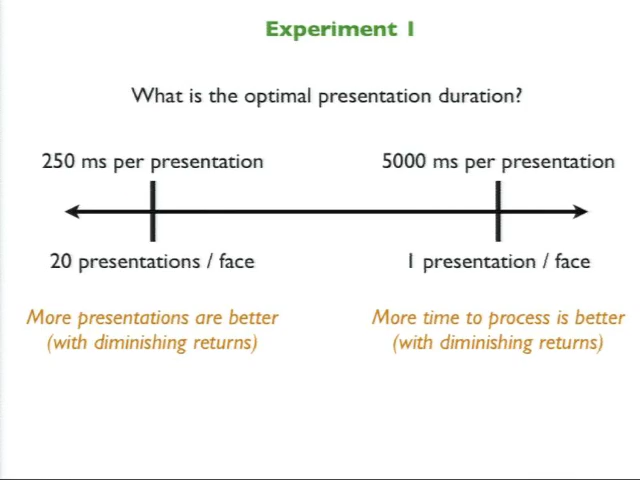 Experiment 1
What is the optimal presentation duration?
250 ms per presentation
5000 ms per presentation
20 presentations / face
1 presentation / face
More presentations are better
(with diminishing returns)
More time to process is better
(with diminishing returns)